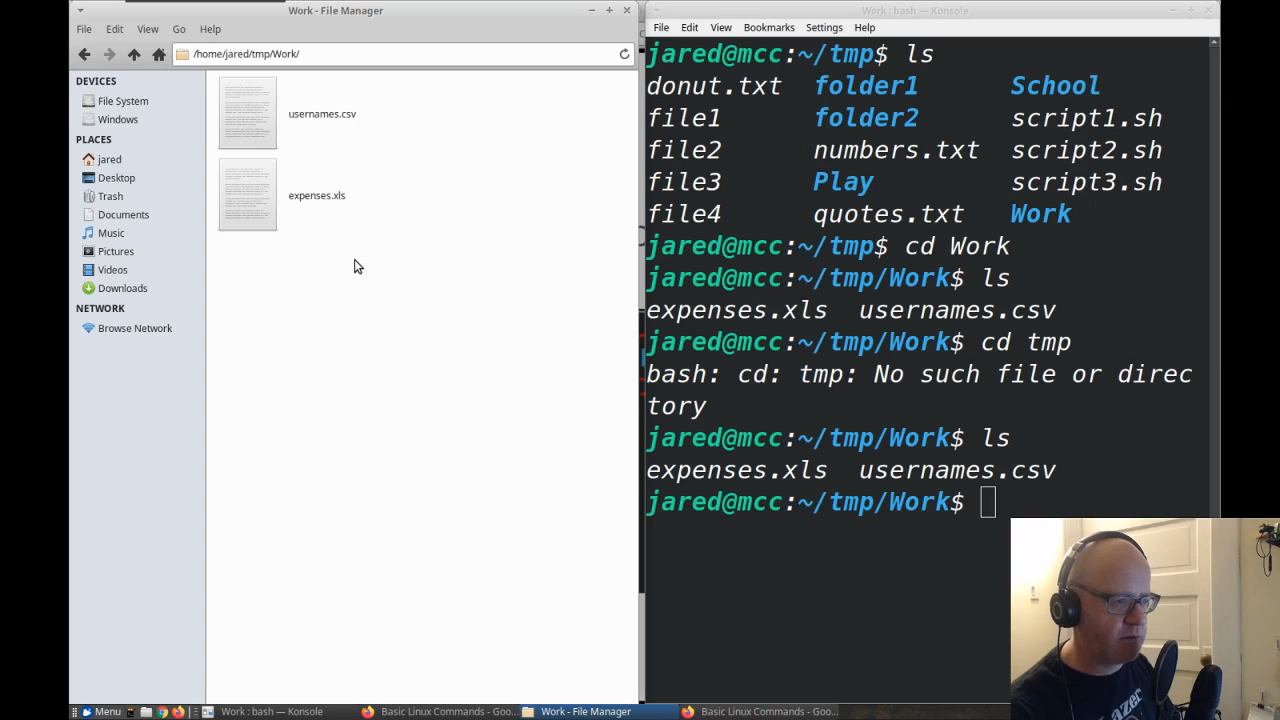 Work - File Manager
File Edit View Go Help
/home/jared/tmp/Work/
DEVICES
File System
Windows
PLACES
jared
Desktop
Trash
Documents
Music
Pictures
Videos
Downloads
NETWORK
Browse Network
usernames.csv
expenses.xls
Work : bash — Konsole
File Edit View Bookmarks Settings Help
jared@mcc:~/tmp$ ls
donut.txt folder1 School
file1 folder2 script1.sh
file2 numbers.txt script2.sh
file3 Play script3.sh
file4 quotes.txt Work
jared@mcc:~/tmp$ cd Work
jared@mcc:~/tmp/Work$ ls
expenses.xls usernames.csv
jared@mcc:~/tmp/Work$ cd tmp
bash: cd: tmp: No such file or direc
tory
jared@mcc:~/tmp/Work$ ls
expenses.xls usernames.csv
jared@mcc:~/tmp/Work$
Menu
Work : bash — Konsole
Basic Linux Commands - Goo...
Work - File Manager
Basic Linux Commands - Goo...